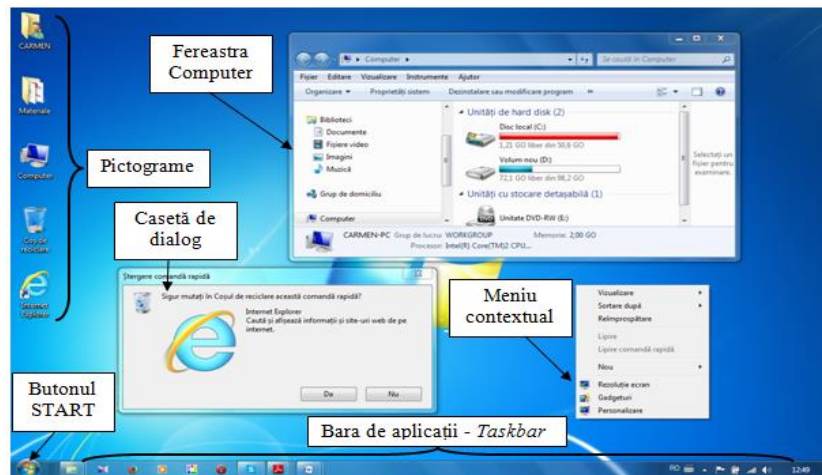 CARMEN
Materiale
Computer
Coș de
reciclare
Internet
Explorer
Pictograme
Fereastra
Computer
Computer
Se caută în Computer
Fișier Editare Vizualizare Instrumente Ajutor
Organizare Proprietăți sistem Dezinstalare sau modificare program »
Biblioteci
Documente
Fișiere video
Imagini
Muzică
Grup de domiciliu
Computer
Unități de hard disk (2)
Disc local (C:)
1,21 GO liber din 50,6 GO
Volum nou (D:)
72,1 GO liber din 98,2 GO
Unități cu stocare detașabilă (1)
Unitate DVD-RW (E:)
Selectați un
fișier pentru
examinare.
CARMEN-PC Grup de lucru: WORKGROUP Memorie: 2,00 GO
Procesor: Intel(R) Core(TM)2 CPU...
Casetă de
dialog
Ștergere comandă rapidă
Sigur mutați în Coșul de reciclare această comandă rapidă?
Internet Explorer
Caută și afișează informații și site-uri web de pe
internet.
Da Nu
Meniu
contextual
Vizualizare
Sortare după
Reîmprospătare
Lipire
Lipire comandă rapidă
Nou
Rezoluție ecran
Gadgeturi
Personalizare
Butonul
START
Bara de aplicații - Taskbar
RO 12:49